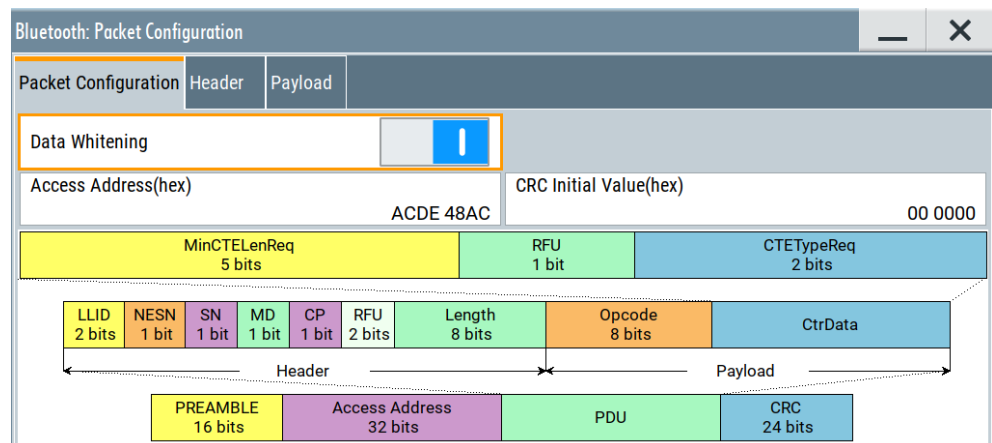 Bluetooth: Packet Configuration
Packet Configuration Header Payload
Data Whitening
Access Address(hex) CRC Initial Value(hex)
ACDE 48AC 00 0000
MinCTELenReq RFU CTETypeReq
5 bits 1 bit 2 bits
LLID NESN SN MD CP RFU Length Opcode CtrData
2 bits 1 bit 1 bit 1 bit 1 bit 2 bits 8 bits 8 bits
Header Payload
PREAMBLE Access Address PDU CRC
16 bits 32 bits 24 bits